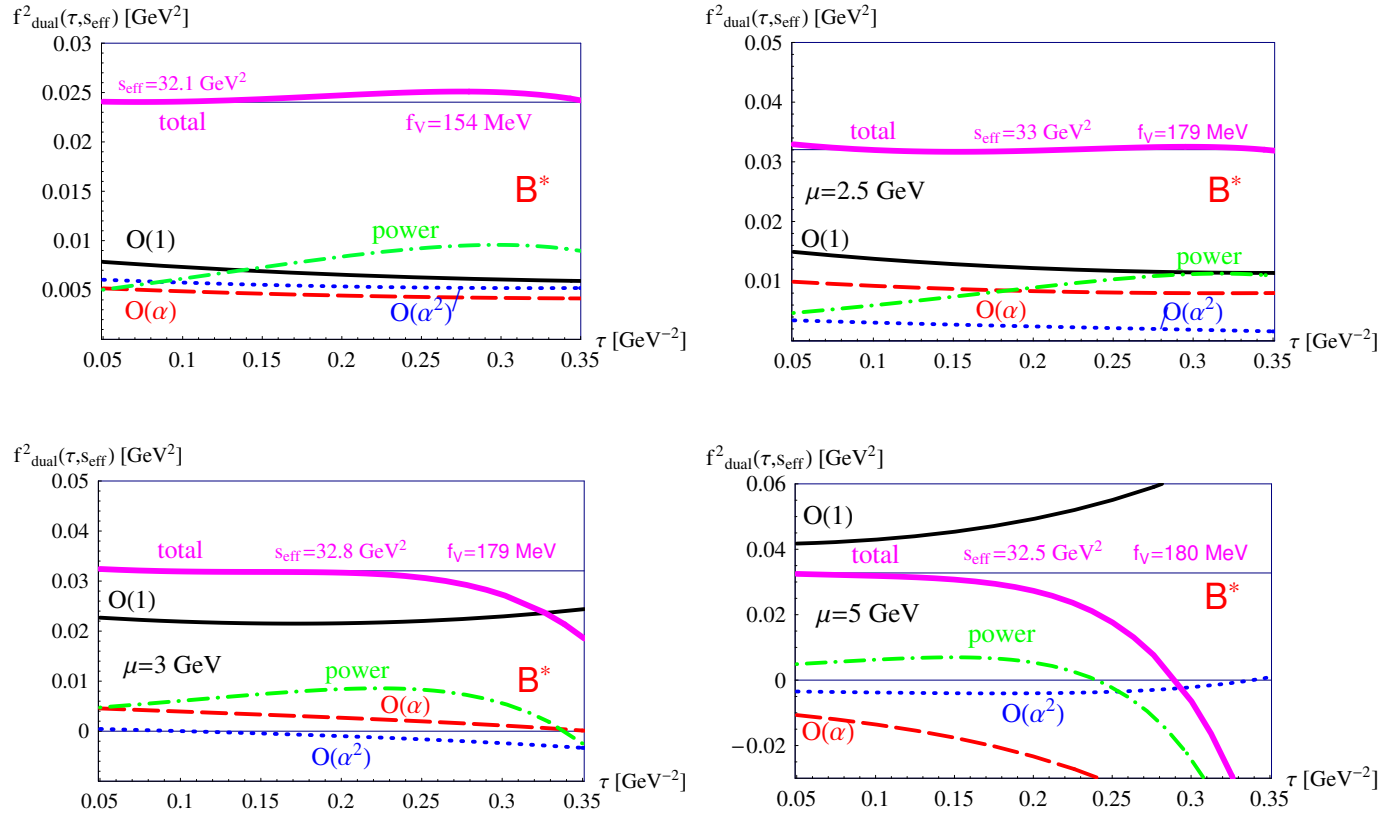 f²dual(τ,seff) [GeV²]
0.03
0.025
0.02
0.015
0.01
0.005
seff=32.1 GeV²
total
fV=154 MeV
B*
O(1)
power
O(α)
O(α²)
τ [GeV⁻²]
0.05 0.1 0.15 0.2 0.25 0.3 0.35
f²dual(τ,seff) [GeV²]
0.05
0.04
0.03
0.02
0.01
total seff=33 GeV² fV=179 MeV
μ=2.5 GeV
B*
O(1)
power
O(α)
O(α²)
τ [GeV⁻²]
0.05 0.1 0.15 0.2 0.25 0.3 0.35
f²dual(τ,seff) [GeV²]
0.05
0.04
0.03
0.02
0.01
0
total seff=32.8 GeV² fV=179 MeV
O(1)
μ=3 GeV
power
B*
O(α)
O(α²)
τ [GeV⁻²]
0.05 0.1 0.15 0.2 0.25 0.3 0.35
f²dual(τ,seff) [GeV²]
0.06
0.04
0.02
0
−0.02
O(1)
total seff=32.5 GeV² fV=180 MeV
B*
μ=5 GeV
power
O(α²)
O(α)
τ [GeV⁻²]
0.05 0.1 0.15 0.2 0.25 0.3 0.35